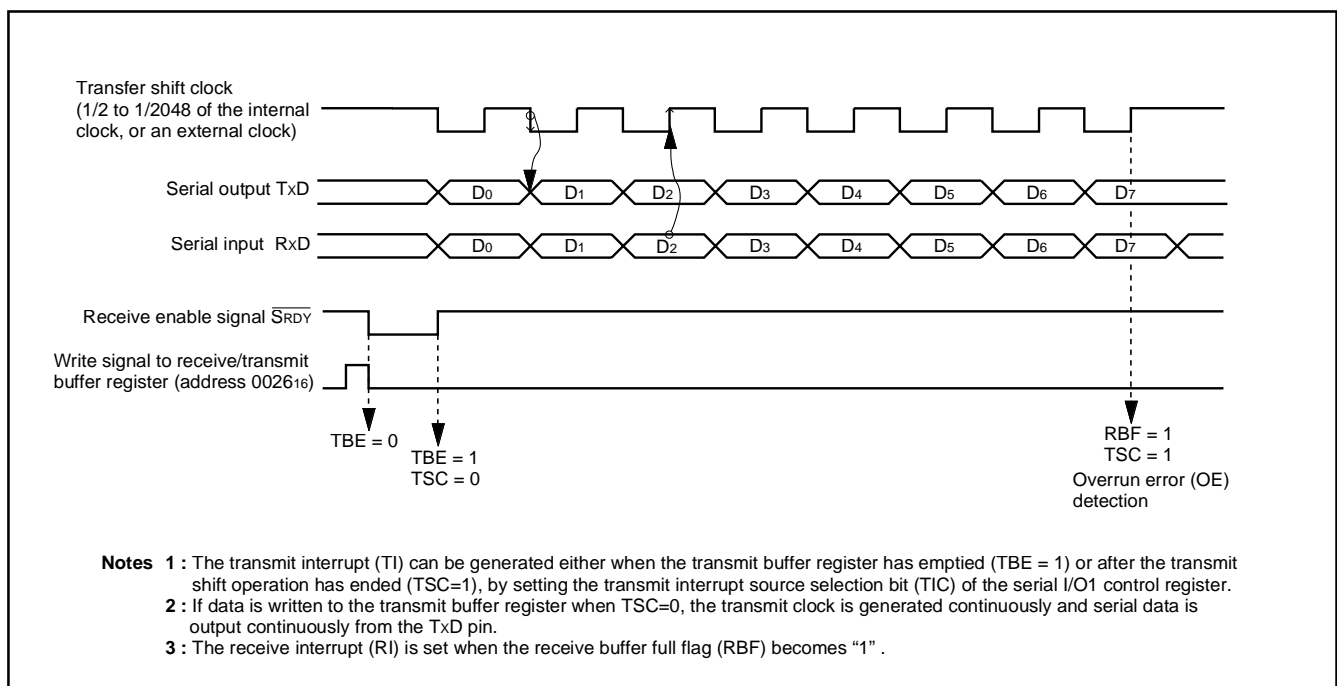 Transfer shift clock
(1/2 to 1/2048 of the internal
clock, or an external clock)
Serial output TxD
D0 D1 D2 D3 D4 D5 D6 D7
Serial input RxD
D0 D1 D2 D3 D4 D5 D6 D7
Receive enable signal S̅R̅D̅Y̅
Write signal to receive/transmit
buffer register (address 002616)
TBE = 0
TBE = 1
TSC = 0
RBF = 1
TSC = 1
Overrun error (OE)
detection
Notes 1 : The transmit interrupt (TI) can be generated either when the transmit buffer register has emptied (TBE = 1) or after the transmit
shift operation has ended (TSC=1), by setting the transmit interrupt source selection bit (TIC) of the serial I/O1 control register.
2 : If data is written to the transmit buffer register when TSC=0, the transmit clock is generated continuously and serial data is
output continuously from the TxD pin.
3 : The receive interrupt (RI) is set when the receive buffer full flag (RBF) becomes “1” .